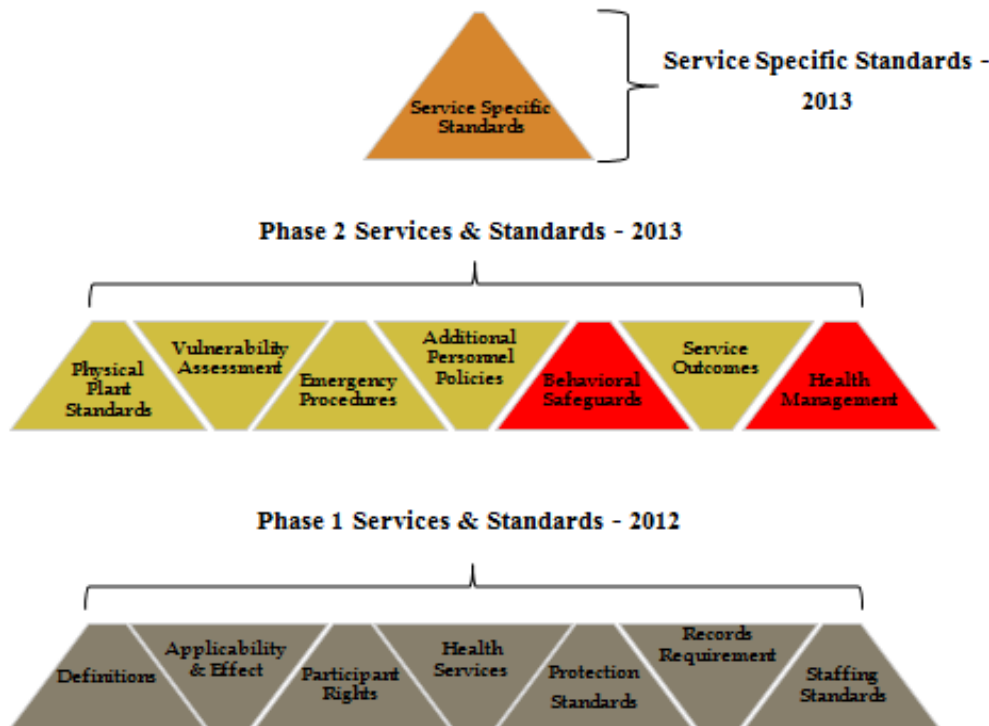 Service Specific Standards -
2013
Service Specific
Standards
Phase 2 Services & Standards - 2013
Physical
Plant
Standards
Vulnerability
Assessment
Emergency
Procedures
Additional
Personnel
Policies
Behavioral
Safeguards
Service
Outcomes
Health
Management
Phase 1 Services & Standards - 2012
Definitions
Applicability
& Effect
Participant
Rights
Health
Services
Protection
Standards
Records
Requirement
Staffing
Standards